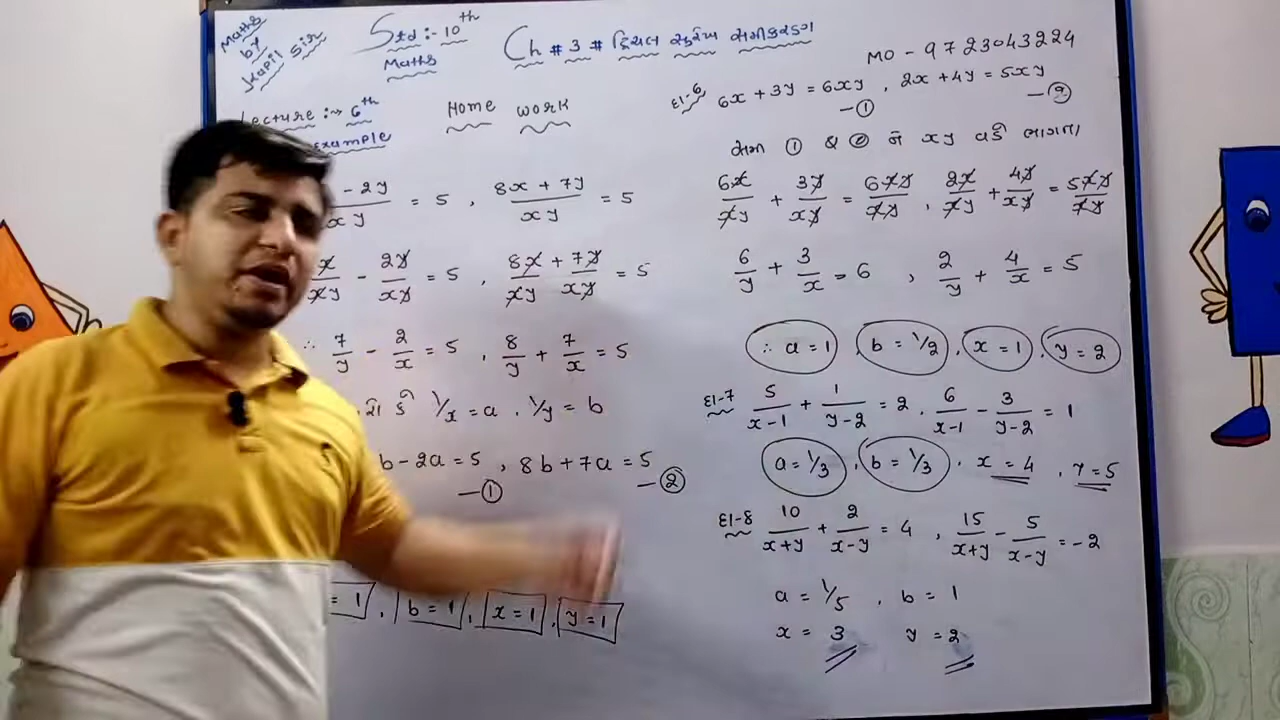 Maths
by
Kapil Sir
Std :- 10th
Maths
Ch # 3 # દ્વિચલ સુરેખ સમીકરણ
MO - 9723043224
Lecture :-> 6th
Example
Home work
- 2y / xy = 5 , 8x + 7y / xy = 5
x/xy - 2y/xy = 5 , 8x/xy + 7y/xy = 5
∴ 7/y - 2/x = 5 , 8/y + 7/x = 5
1/x = a , 1/y = b
b - 2a = 5 , 8b + 7a = 5
—① —②
= 1 , b = 1 , x = 1 , y = 1
દા-6 6x + 3y = 6xy , 2x + 4y = 5xy
—① —②
સમી ① & ② ને xy વડે ભાગતા
6x/xy + 3y/xy = 6xy/xy , 2x/xy + 4y/xy = 5xy/xy
6/y + 3/x = 6 , 2/y + 4/x = 5
∴ a = 1 , b = 1/2 , x = 1 , y = 2
દા-7 5/x-1 + 1/y-2 = 2 , 6/x-1 - 3/y-2 = 1
a = 1/3 , b = 1/3 , x = 4 , y = 5
દા-8 10/x+y + 2/x-y = 4 , 15/x+y - 5/x-y = -2
a = 1/5 , b = 1
x = 3 y = 2